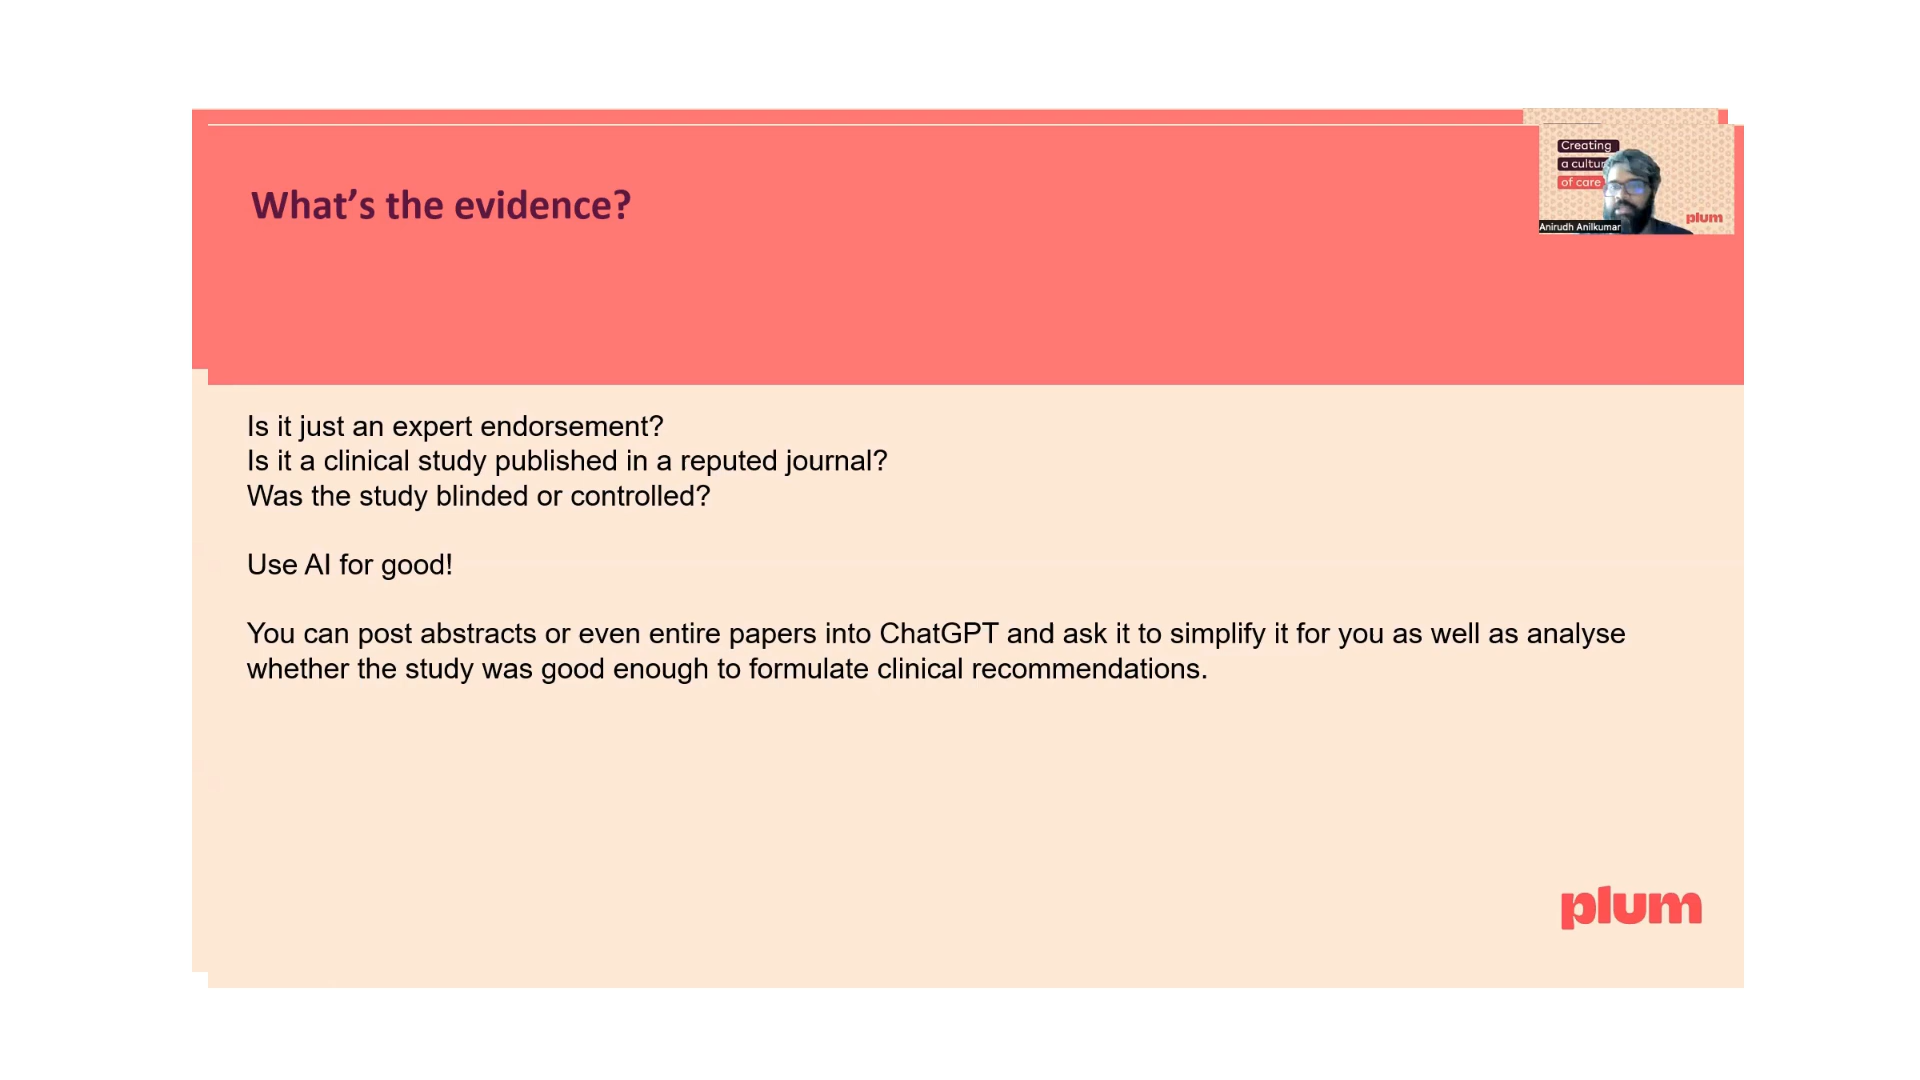 What's the evidence?
Creating
a cultur
of care
plum
Anirudh Anilkumar
Is it just an expert endorsement?
Is it a clinical study published in a reputed journal?
Was the study blinded or controlled?
Use AI for good!
You can post abstracts or even entire papers into ChatGPT and ask it to simplify it for you as well as analyse
whether the study was good enough to formulate clinical recommendations.
plum